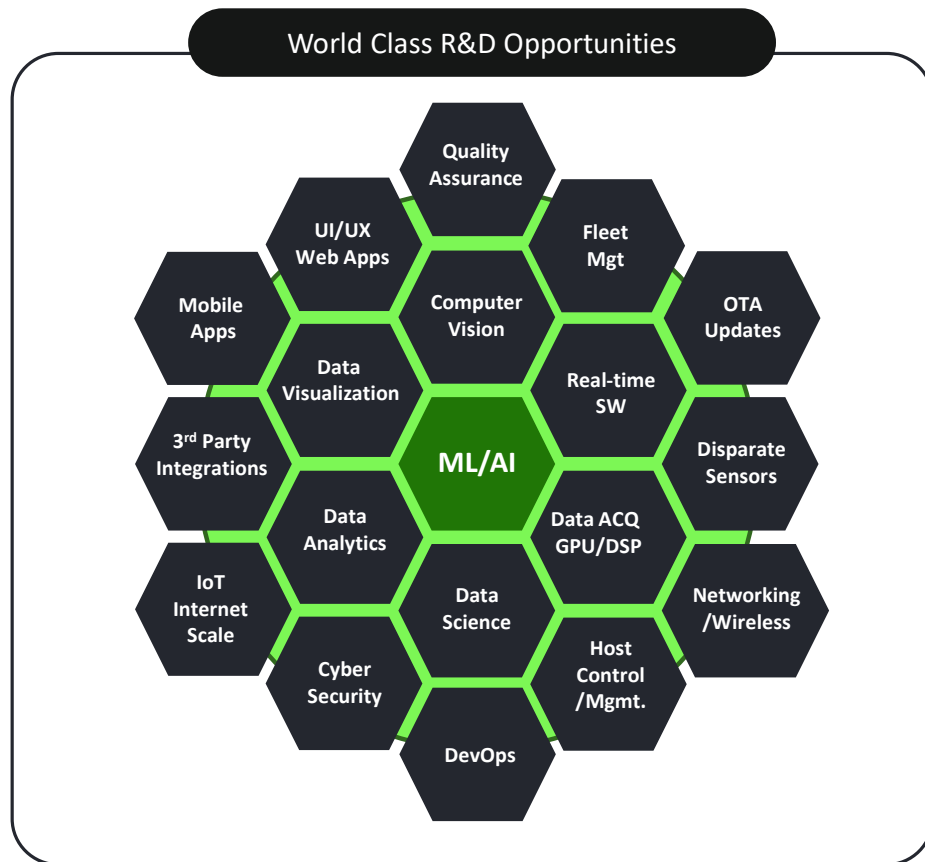 World Class R&D Opportunities
Quality
Assurance
UI/UX
Web Apps
Fleet
Mgt
Mobile
Apps
Computer
Vision
OTA
Updates
Data
Visualization
Real-time
SW
3rd Party
Integrations
ML/AI
Disparate
Sensors
Data
Analytics
Data ACQ
GPU/DSP
IoT
Internet
Scale
Data
Science
Networking
/Wireless
Cyber
Security
Host
Control
/Mgmt.
DevOps